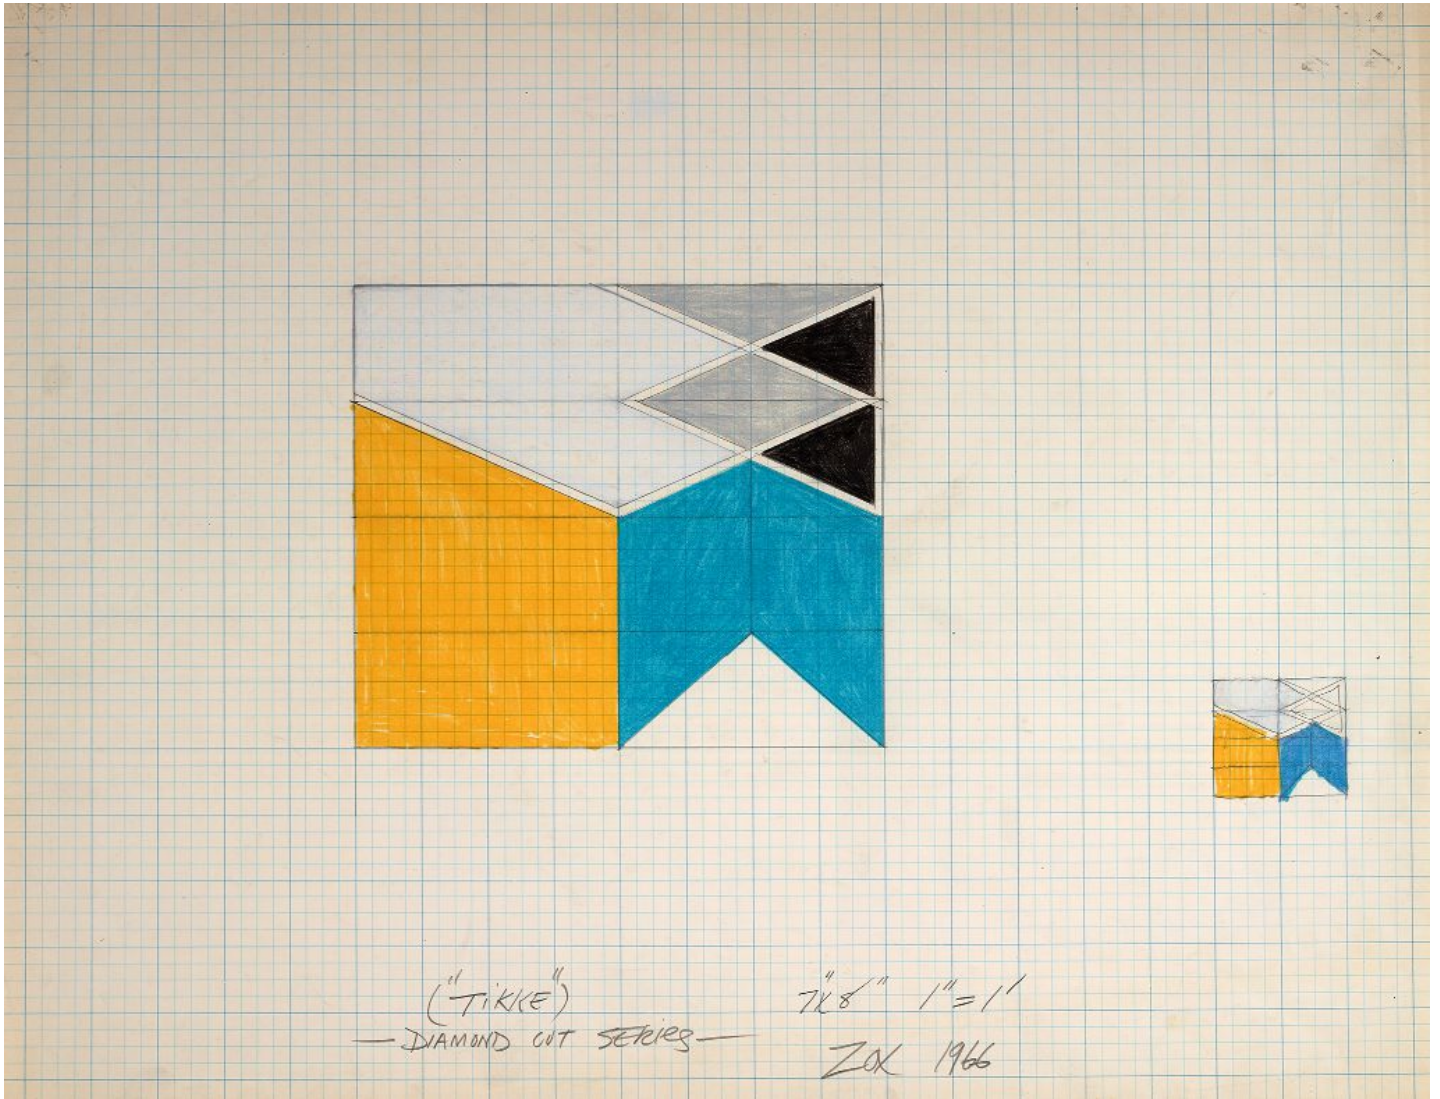 ("TiKKE")
— DIAMOND CUT SERIES —
7"x8" 1"=1'
ZOX 1966